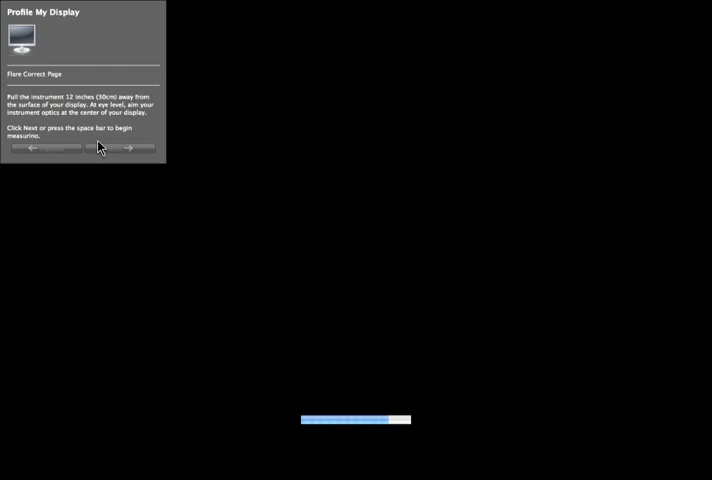 Profile My Display
Flare Correct Page
Pull the instrument 12 inches (30cm) away from
the surface of your display. At eye level, aim your
instrument optics at the center of your display.
Click Next or press the space bar to begin
measuring.